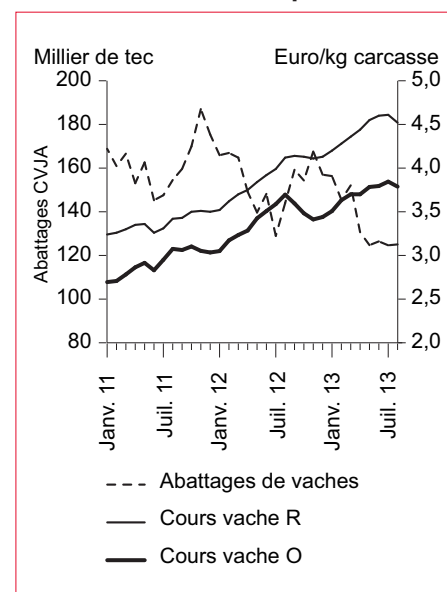 Millier de tec
Euro/kg carcasse
Abattages CVJA
200
180
160
140
120
100
80
5,0
4,5
4,0
3,5
3,0
2,5
2,0
Janv. 11
Juil. 11
Janv. 12
Juil. 12
Janv. 13
Juil. 13
Abattages de vaches
Cours vache R
Cours vache O